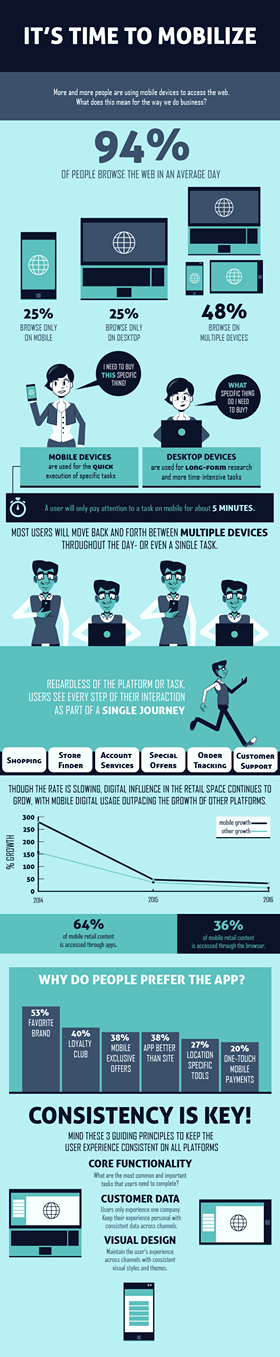 IT'S TIME TO MOBILIZE
More and more people are using mobile devices to access the web.
What does this mean for the way we do business?
94%
OF PEOPLE BROWSE THE WEB IN AN AVERAGE DAY
25%
BROWSE ONLY
ON MOBILE
25%
BROWSE ONLY
ON DESKTOP
48%
BROWSE ON
MULTIPLE DEVICES
I NEED TO BUY
THIS SPECIFIC
THING!
WHAT
SPECIFIC THING
DO I NEED
TO BUY?
MOBILE DEVICES
are used for the QUICK
execution of specific tasks
DESKTOP DEVICES
are used for LONG-FORM research
and more time-intensive tasks
A user will only pay attention to a task on mobile for about 5 MINUTES.
MOST USERS WILL MOVE BACK AND FORTH BETWEEN MULTIPLE DEVICES
THROUGHOUT THE DAY- OR EVEN A SINGLE TASK.
REGARDLESS OF THE PLATFORM OR TASK,
USERS SEE EVERY STEP OF THEIR INTERACTION
AS PART OF A SINGLE JOURNEY
SHOPPING
STORE
FINDER
ACCOUNT
SERVICES
SPECIAL
OFFERS
ORDER
TRACKING
CUSTOMER
SUPPORT
THOUGH THE RATE IS SLOWING, DIGITAL INFLUENCE IN THE RETAIL SPACE CONTINUES TO
GROW, WITH MOBILE DIGITAL USAGE OUTPACING THE GROWTH OF OTHER PLATFORMS.
% GROWTH
300
250
200
150
100
50
0
2014
2015
2016
mobile growth
other growth
64%
of mobile retail content
is accessed through apps.
36%
of mobile retail content
is accessed through the browser.
WHY DO PEOPLE PREFER THE APP?
53%
FAVORITE
BRAND
40%
LOYALTY
CLUB
38%
MOBILE
EXCLUSIVE
OFFERS
38%
APP BETTER
THAN SITE
27%
LOCATION
SPECIFIC
TOOLS
20%
ONE-TOUCH
MOBILE
PAYMENTS
CONSISTENCY IS KEY!
MIND THESE 3 GUIDING PRINCIPLES TO KEEP THE
USER EXPERIENCE CONSISTENT ON ALL PLATFORMS
CORE FUNCTIONALITY
What are the most common and important
tasks that users need to complete?
CUSTOMER DATA
Users only experience one company.
Keep their experience personal with
consistent data across channels.
VISUAL DESIGN
Maintain the user's experience
across channels with consistent
visual styles and themes.